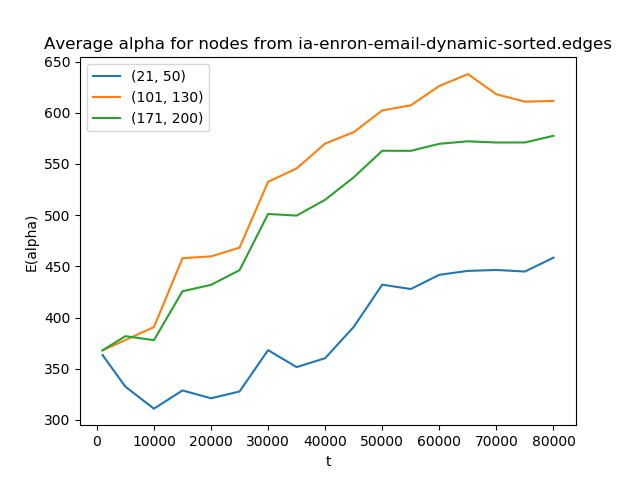 Average alpha for nodes from ia-enron-email-dynamic-sorted.edges
(21, 50)
(101, 130)
(171, 200)
650
600
550
500
450
400
350
300
E(alpha)
0 10000 20000 30000 40000 50000 60000 70000 80000
t